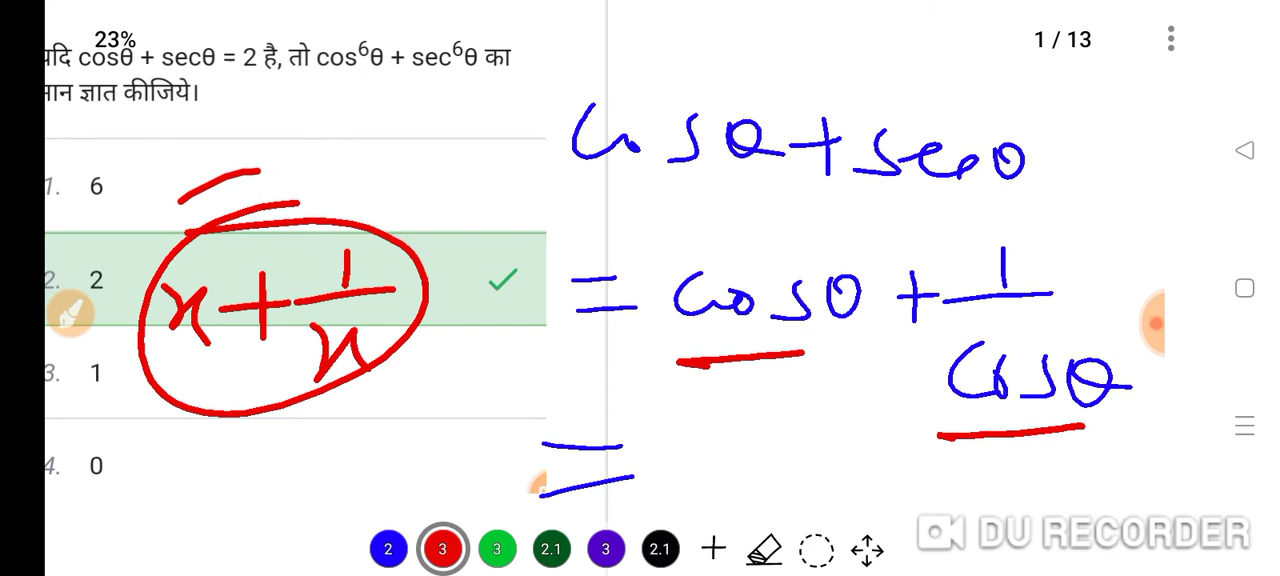 23%
1 / 13
यदि cosθ + secθ = 2 है, तो cos⁶θ + sec⁶θ का
मान ज्ञात कीजिये।
1. 6
2. 2
3. 1
4. 0
x + 1/x
cosθ + secθ
= cosθ + 1/cosθ
=
2 3 3 2.1 3 2.1
DU RECORDER